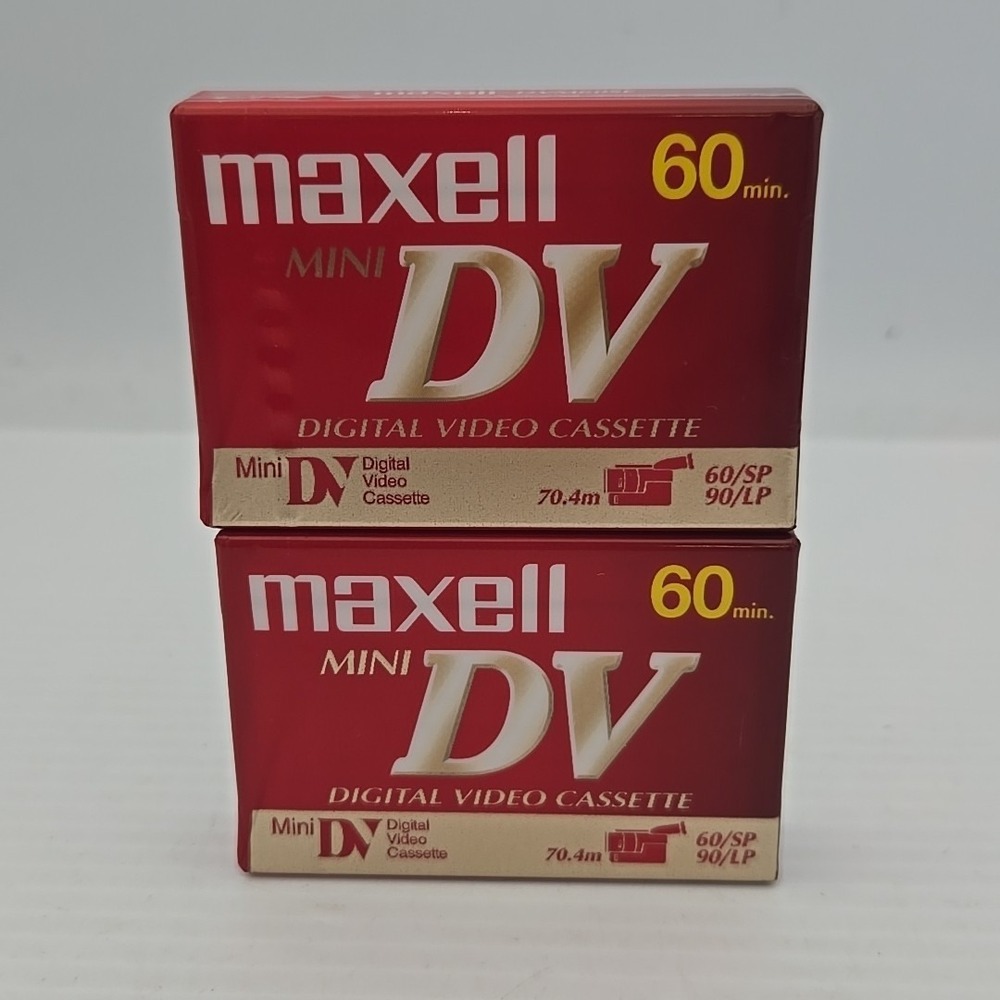 maxell 60min.
MINI DV
DIGITAL VIDEO CASSETTE
Mini DV Digital
Video
Cassette
70.4m
60/SP
90/LP
maxell 60min.
MINI DV
DIGITAL VIDEO CASSETTE
Mini DV Digital
Video
Cassette
70.4m
60/SP
90/LP